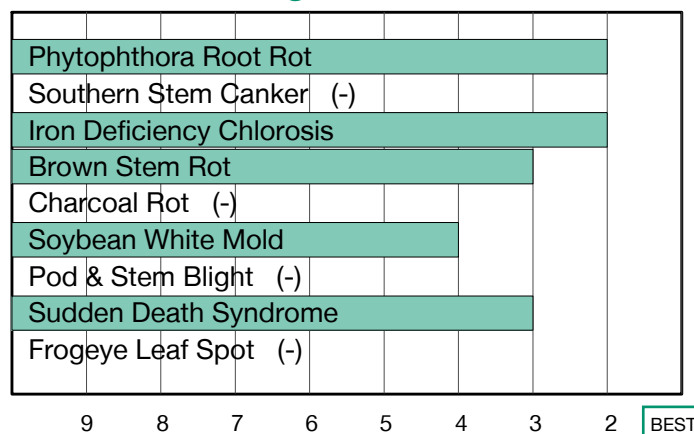 Phytophthora Root Rot
Southern Stem Canker (-)
Iron Deficiency Chlorosis
Brown Stem Rot
Charcoal Rot (-)
Soybean White Mold
Pod & Stem Blight (-)
Sudden Death Syndrome
Frogeye Leaf Spot (-)
9 8 7 6 5 4 3 2 BEST